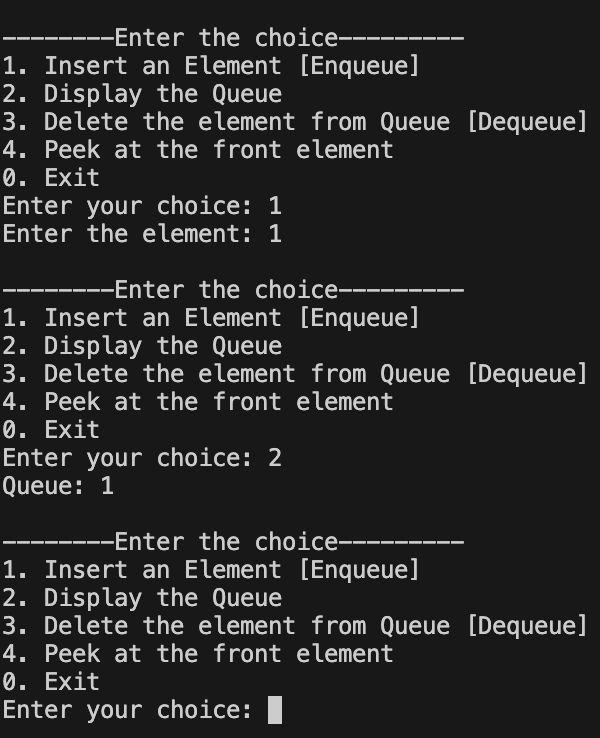 --------Enter the choice---------
1. Insert an Element [Enqueue]
2. Display the Queue
3. Delete the element from Queue [Dequeue]
4. Peek at the front element
0. Exit
Enter your choice: 1
Enter the element: 1

--------Enter the choice---------
1. Insert an Element [Enqueue]
2. Display the Queue
3. Delete the element from Queue [Dequeue]
4. Peek at the front element
0. Exit
Enter your choice: 2
Queue: 1

--------Enter the choice---------
1. Insert an Element [Enqueue]
2. Display the Queue
3. Delete the element from Queue [Dequeue]
4. Peek at the front element
0. Exit
Enter your choice: